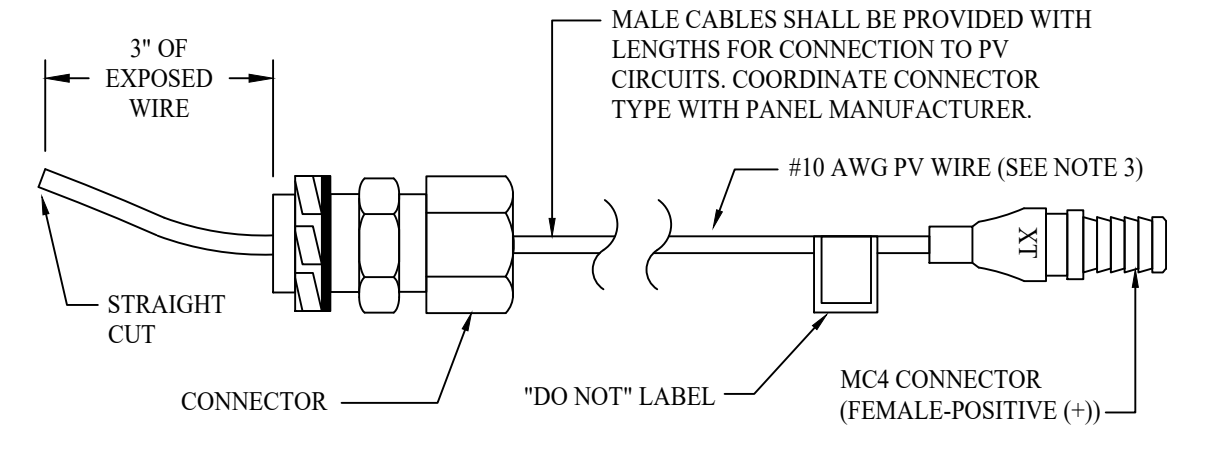 MALE CABLES SHALL BE PROVIDED WITH
LENGTHS FOR CONNECTION TO PV
CIRCUITS. COORDINATE CONNECTOR
TYPE WITH PANEL MANUFACTURER.
3" OF
EXPOSED
WIRE
#10 AWG PV WIRE (SEE NOTE 3)
TX
STRAIGHT
CUT
CONNECTOR
"DO NOT" LABEL
MC4 CONNECTOR
(FEMALE-POSITIVE (+))